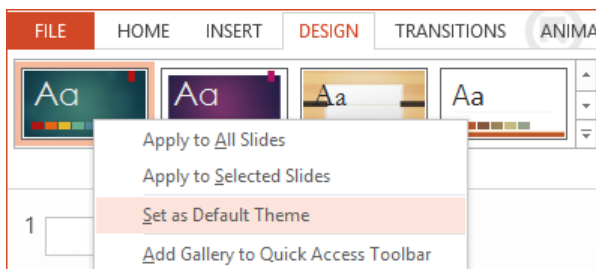 FILE HOME INSERT DESIGN TRANSITIONS ANIMA
Aa Aa Aa Aa
Apply to All Slides
Apply to Selected Slides
Set as Default Theme
1
Add Gallery to Quick Access Toolbar